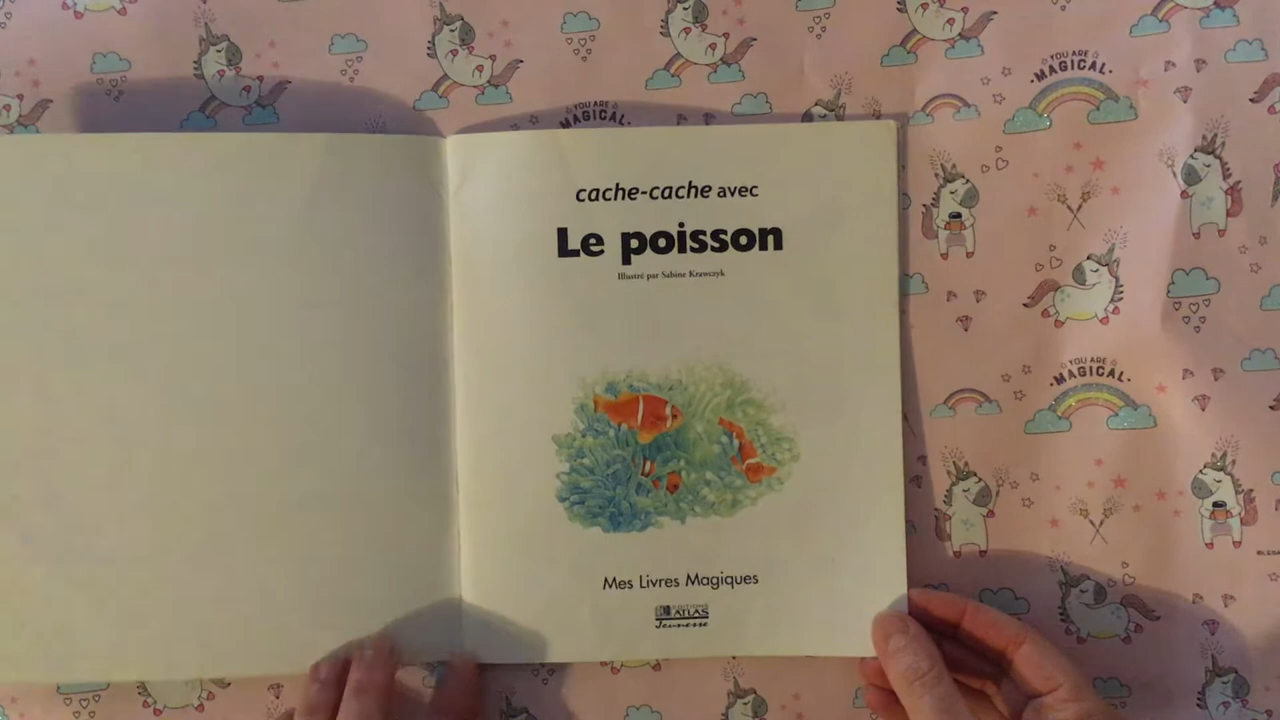 cache-cache avec
Le poisson
Illustré par Sabine Krawczyk
Mes Livres Magiques
EDITIONS
ATLAS
Jeunesse
YOU ARE
MAGICAL
YOU ARE
MAGICAL
YOU ARE
MAGICAL